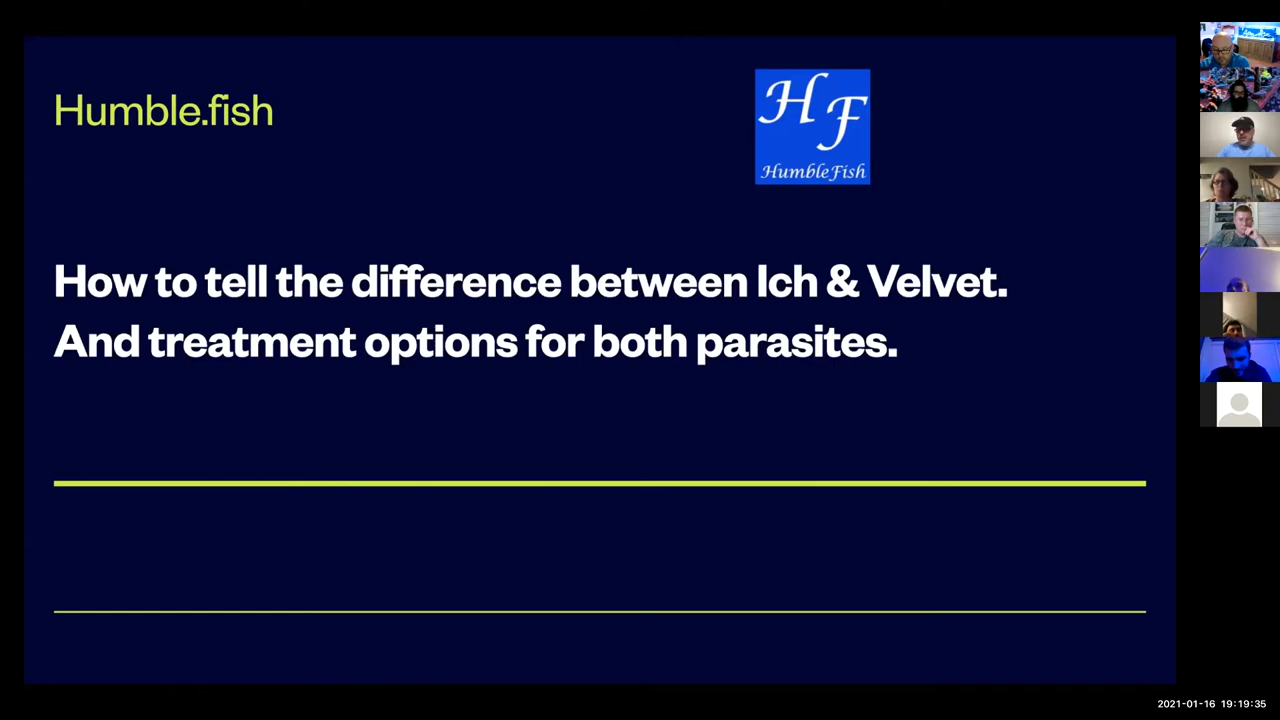 Humble.fish
H F
HumbleFish
How to tell the difference between Ich & Velvet.
And treatment options for both parasites.
2021-01-16 19:19:35